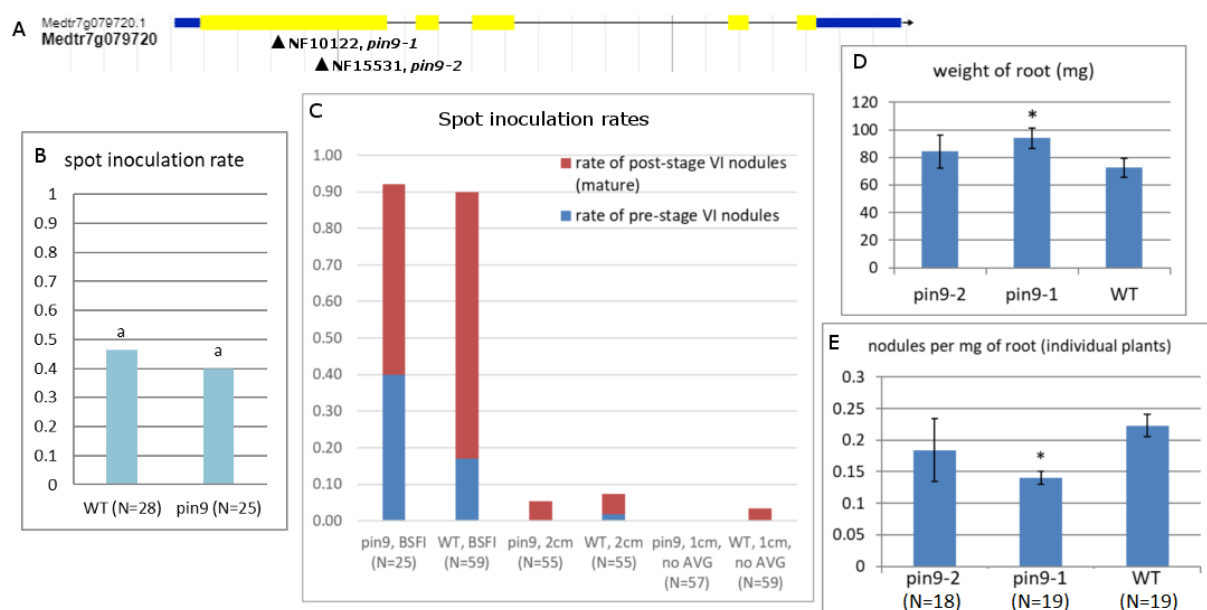 A
Medtr7g079720.1
Medtr7g079720
▲ NF10122, pin9-1
▲ NF15531, pin9-2
B
spot inoculation rate
1
0.9
0.8
0.7
0.6
0.5
0.4
0.3
0.2
0.1
0
a
a
WT (N=28) pin9 (N=25)
C
Spot inoculation rates
1.00
0.90
0.80
0.70
0.60
0.50
0.40
0.30
0.20
0.10
0.00
rate of post-stage VI nodules
(mature)
rate of pre-stage VI nodules
pin9, BSFI
(N=25)
WT, BSFI
(N=59)
pin9, 2cm
(N=55)
WT, 2cm
(N=55)
pin9, 1cm,
no AVG
(N=57)
WT, 1cm,
no AVG
(N=59)
D
weight of root (mg)
120
100
80
60
40
20
0
*
pin9-2 pin9-1 WT
E
nodules per mg of root (individual plants)
0.3
0.25
0.2
0.15
0.1
0.05
0
*
pin9-2 pin9-1 WT
(N=18) (N=19) (N=19)